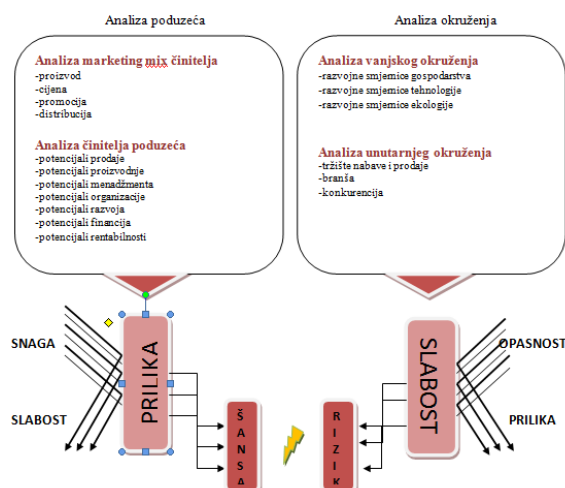 Analiza poduzeća
Analiza okruženja
Analiza marketing mix činitelja
-proizvod
-cijena
-promocija
-distribucija
Analiza činitelja poduzeća
-potencijali prodaje
-potencijali proizvodnje
-potencijali menadžmenta
-potencijali organizacije
-potencijali razvoja
-potencijali financija
-potencijali rentabilnosti
Analiza vanjskog okruženja
-razvojne smjernice gospodarstva
-razvojne smjernice tehnologije
-razvojne smjernice ekologije
Analiza unutarnjeg okruženja
-tržište nabave i prodaje
-branša
-konkurencija
SNAGA
SLABOST
PRILIKA
ŠANSA
RIZIK
SLABOST
OPASNOST
PRILIKA